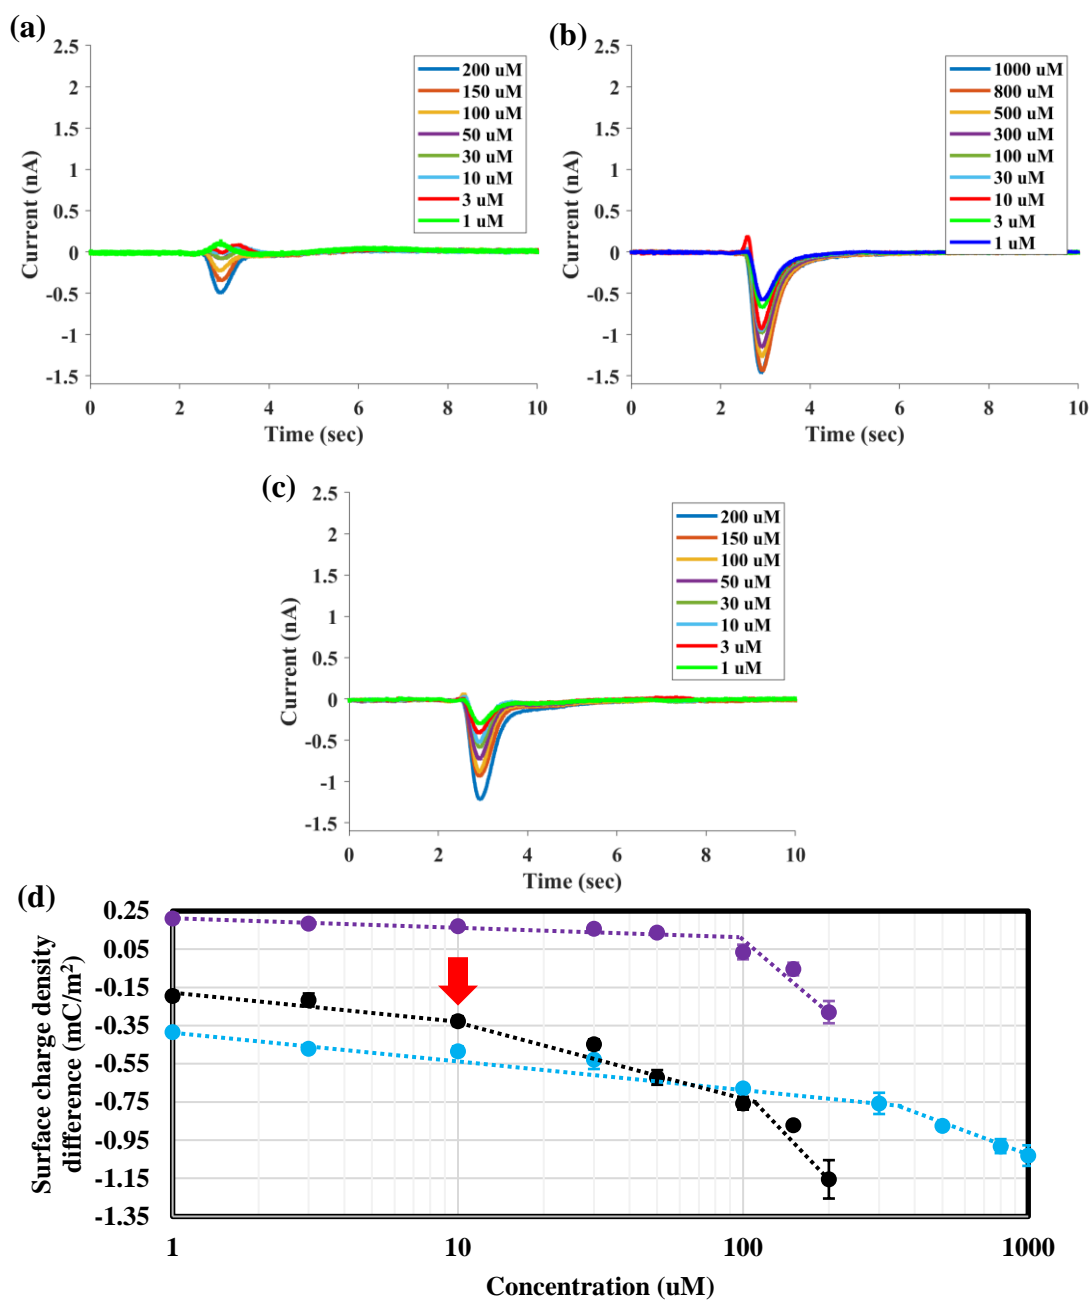 (a)
2.5
2
1.5
1
0.5
0
-0.5
-1
-1.5
Current (nA)
200 uM
150 uM
100 uM
50 uM
30 uM
10 uM
3 uM
1 uM
0 2 4 6 8 10
Time (sec)
(b)
2.5
2
1.5
1
0.5
0
-0.5
-1
-1.5
Current (nA)
1000 uM
800 uM
500 uM
300 uM
100 uM
30 uM
10 uM
3 uM
1 uM
0 2 4 6 8 10
Time (sec)
(c)
2.5
2
1.5
1
0.5
0
-0.5
-1
-1.5
Current (nA)
200 uM
150 uM
100 uM
50 uM
30 uM
10 uM
3 uM
1 uM
0 2 4 6 8 10
Time (sec)
(d)
0.25
0.05
-0.15
-0.35
-0.55
-0.75
-0.95
-1.15
-1.35
Surface charge density
difference (mC/m²)
1 10 100 1000
Concentration (uM)